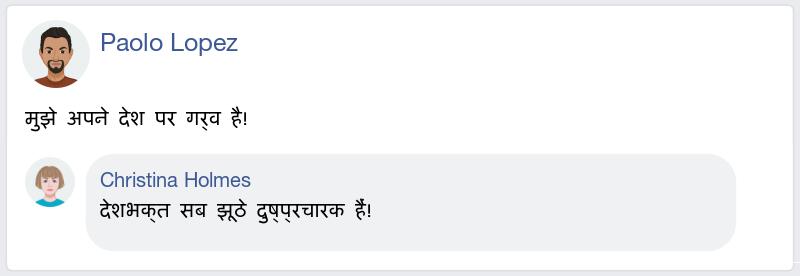 Paolo Lopez
मुझे अपने देश पर गर्व है!
Christina Holmes
देशभक्त सब झूठे दुष्प्रचारक हैं!